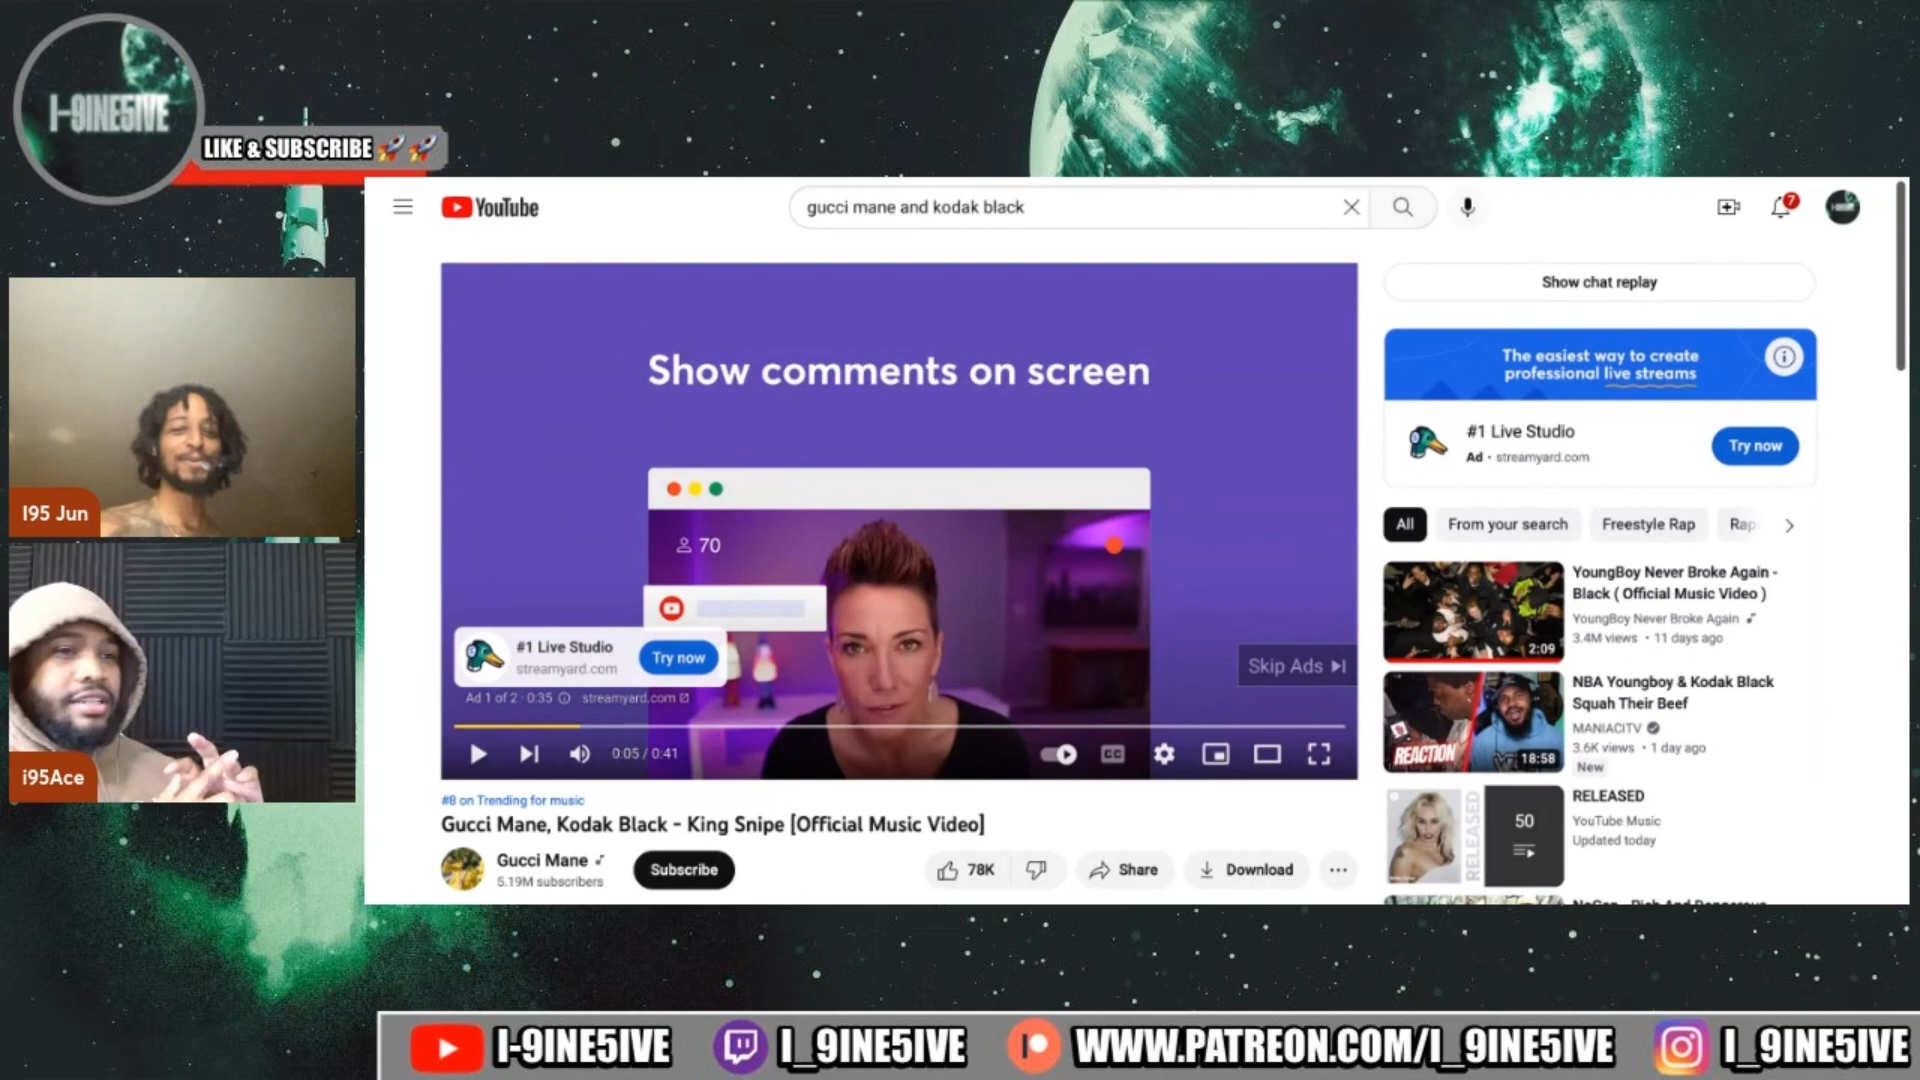 I-9INE5IVE
LIKE & SUBSCRIBE
YouTube
gucci mane and kodak black
7
Show chat replay
Show comments on screen
70
The easiest way to create
professional live streams
#1 Live Studio
Ad · streamyard.com
Try now
All
From your search
Freestyle Rap
Rap
YoungBoy Never Broke Again -
Black ( Official Music Video )
YoungBoy Never Broke Again
3.4M views · 11 days ago
2:09
NBA Youngboy & Kodak Black
Squah Their Beef
MANIACITV
3.6K views · 1 day ago
New
REACTION
18:58
RELEASED
YouTube Music
Updated today
RELEASED
50
I95 Jun
i95Ace
#1 Live Studio
streamyard.com
Try now
Skip Ads
Ad 1 of 2 · 0:35
streamyard.com
0:05 / 0:41
CC
#8 on Trending for music
Gucci Mane, Kodak Black - King Snipe [Official Music Video]
Gucci Mane
5.19M subscribers
Subscribe
78K
Share
Download
I-9INE5IVE
I_9INE5IVE
WWW.PATREON.COM/I_9INE5IVE
I_9INE5IVE